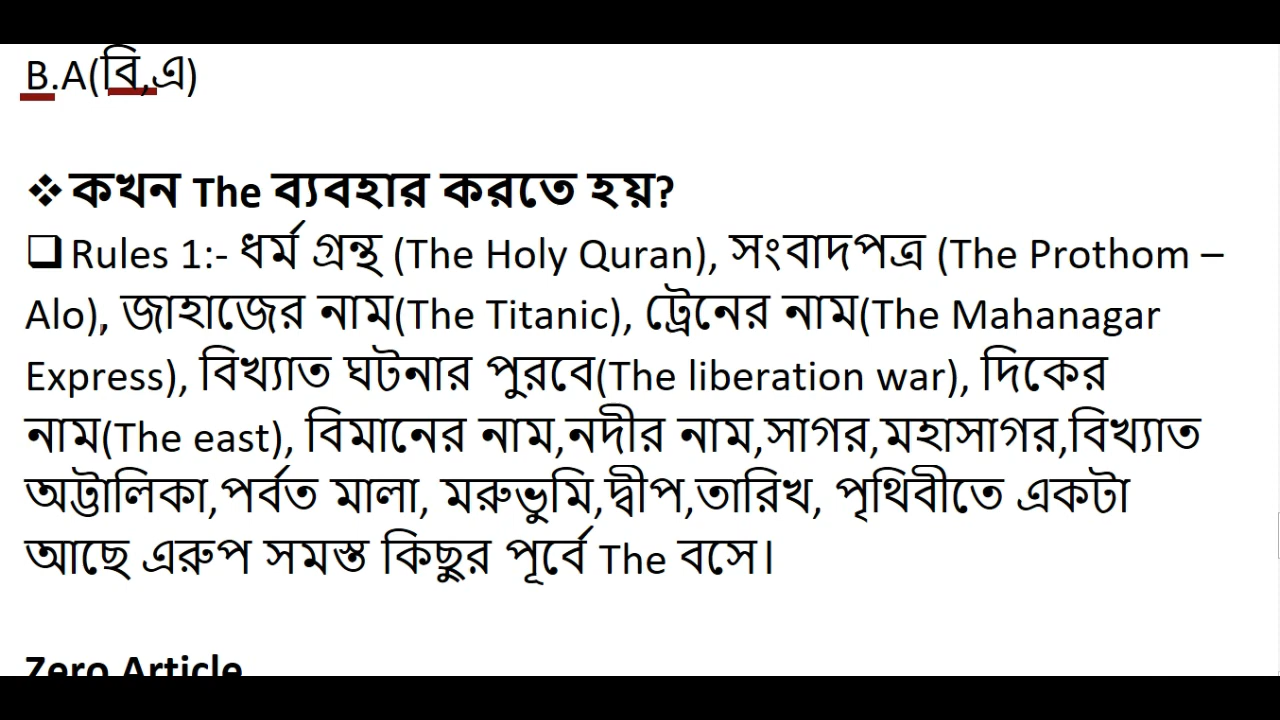 B.A(বি,এ)
❖কখন The ব্যবহার করতে হয়?
❑Rules 1:- ধর্ম গ্রন্থ (The Holy Quran), সংবাদপত্র (The Prothom –
Alo), জাহাজের নাম(The Titanic), ট্রেনের নাম(The Mahanagar
Express), বিখ্যাত ঘটনার পুরবে(The liberation war), দিকের
নাম(The east), বিমানের নাম,নদীর নাম,সাগর,মহাসাগর,বিখ্যাত
অট্টালিকা,পর্বত মালা, মরুভুমি,দ্বীপ,তারিখ, পৃথিবীতে একটা
আছে এরুপ সমস্ত কিছুর পূর্বে The বসে।
Zero Article